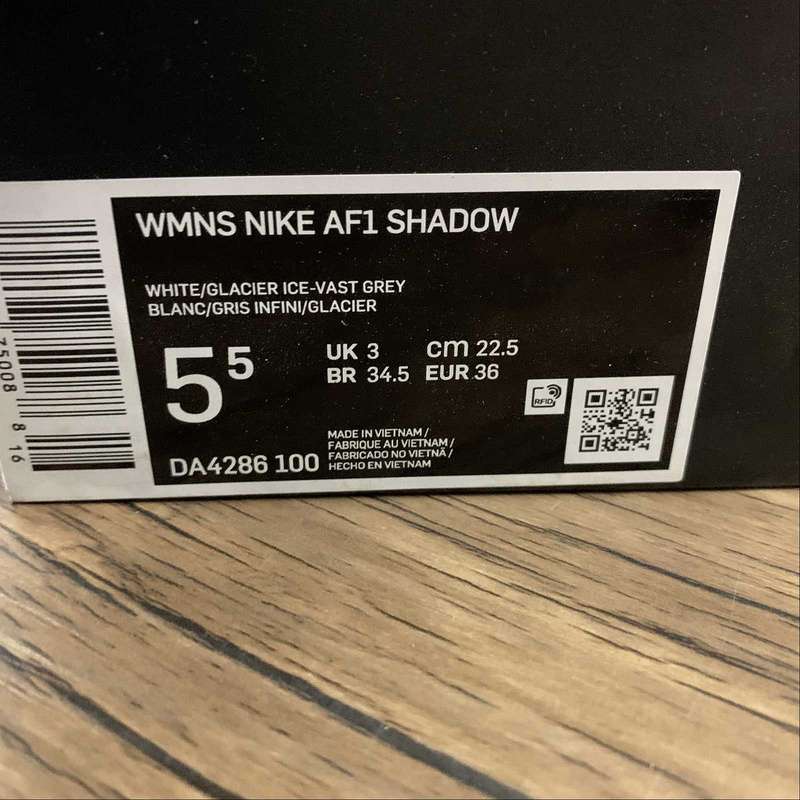 WMNS NIKE AF1 SHADOW
WHITE/GLACIER ICE-VAST GREY
BLANC/GRIS INFINI/GLACIER
5⁵
UK 3 cm 22.5
BR 34.5 EUR 36
RFID
DA4286 100
MADE IN VIETNAM /
FABRIQUE AU VIETNAM /
FABRICADO NO VIETNÃ /
HECHO EN VIETNAM
75008 8 16